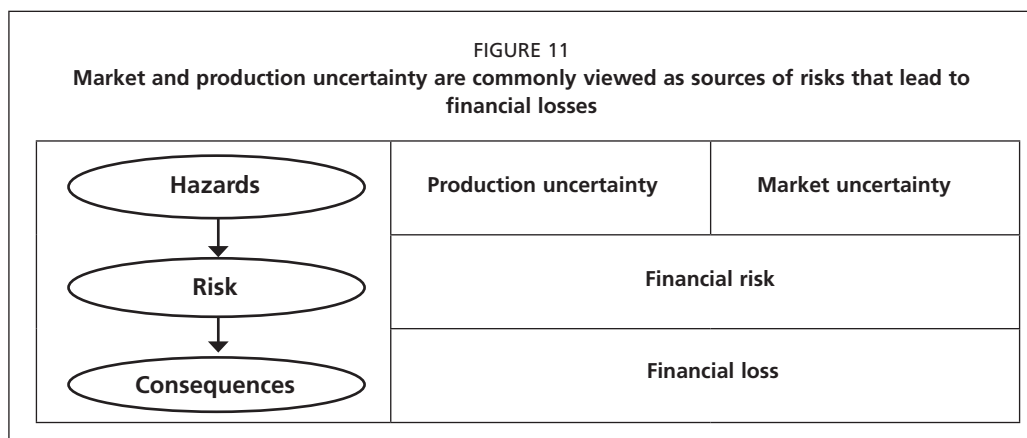 FIGURE 11
Market and production uncertainty are commonly viewed as sources of risks that lead to
financial losses
Hazards
Production uncertainty
Market uncertainty
Risk
Financial risk
Consequences
Financial loss